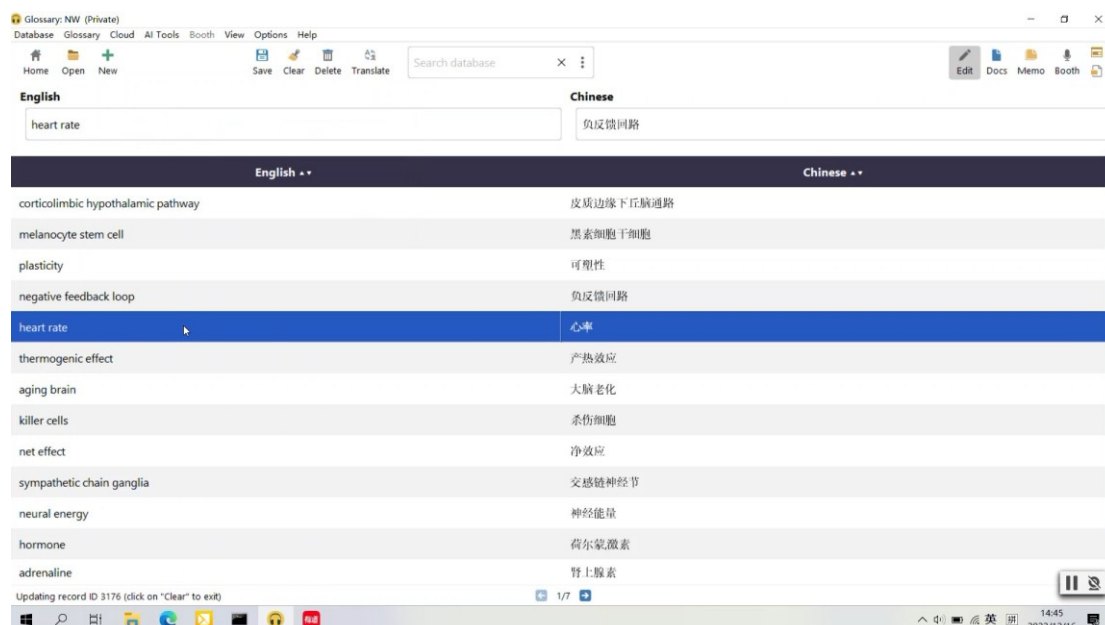 Glossary: NW (Private)
Database Glossary Cloud AI Tools Booth View Options Help
Home Open New Save Clear Delete Translate Search database Edit Docs Memo Booth
English Chinese
heart rate 负反馈回路
English Chinese
corticolimbic hypothalamic pathway 皮质边缘下丘脑通路
melanocyte stem cell 黑素细胞干细胞
plasticity 可塑性
negative feedback loop 负反馈回路
heart rate 心率
thermogenic effect 产热效应
aging brain 大脑老化
killer cells 杀伤细胞
net effect 净效应
sympathetic chain ganglia 交感链神经节
neural energy 神经能量
hormone 荷尔蒙,激素
adrenaline 肾上腺素
Updating record ID 3176 (click on "Clear" to exit) 1/7
有道 英 拼 14:45